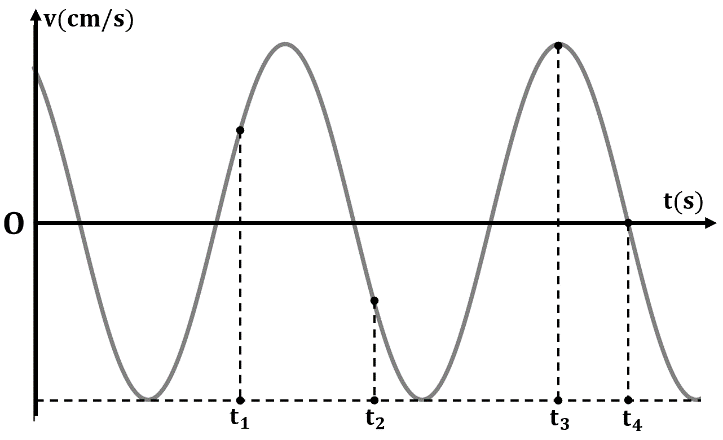 v(cm/s)
t(s)
O
t₁ t₂ t₃ t₄